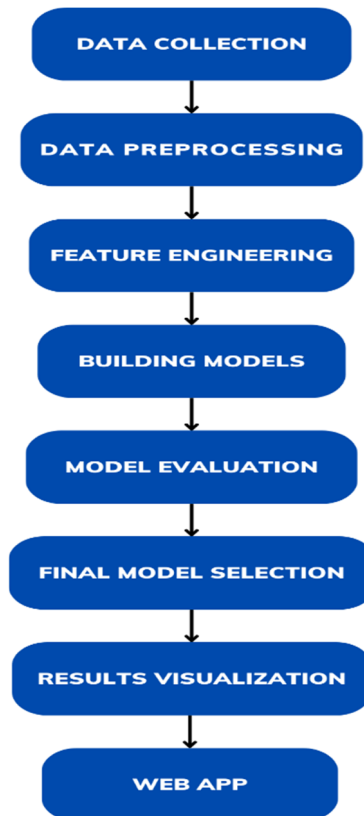 DATA COLLECTION
DATA PREPROCESSING
FEATURE ENGINEERING
BUILDING MODELS
MODEL EVALUATION
FINAL MODEL SELECTION
RESULTS VISUALIZATION
WEB APP